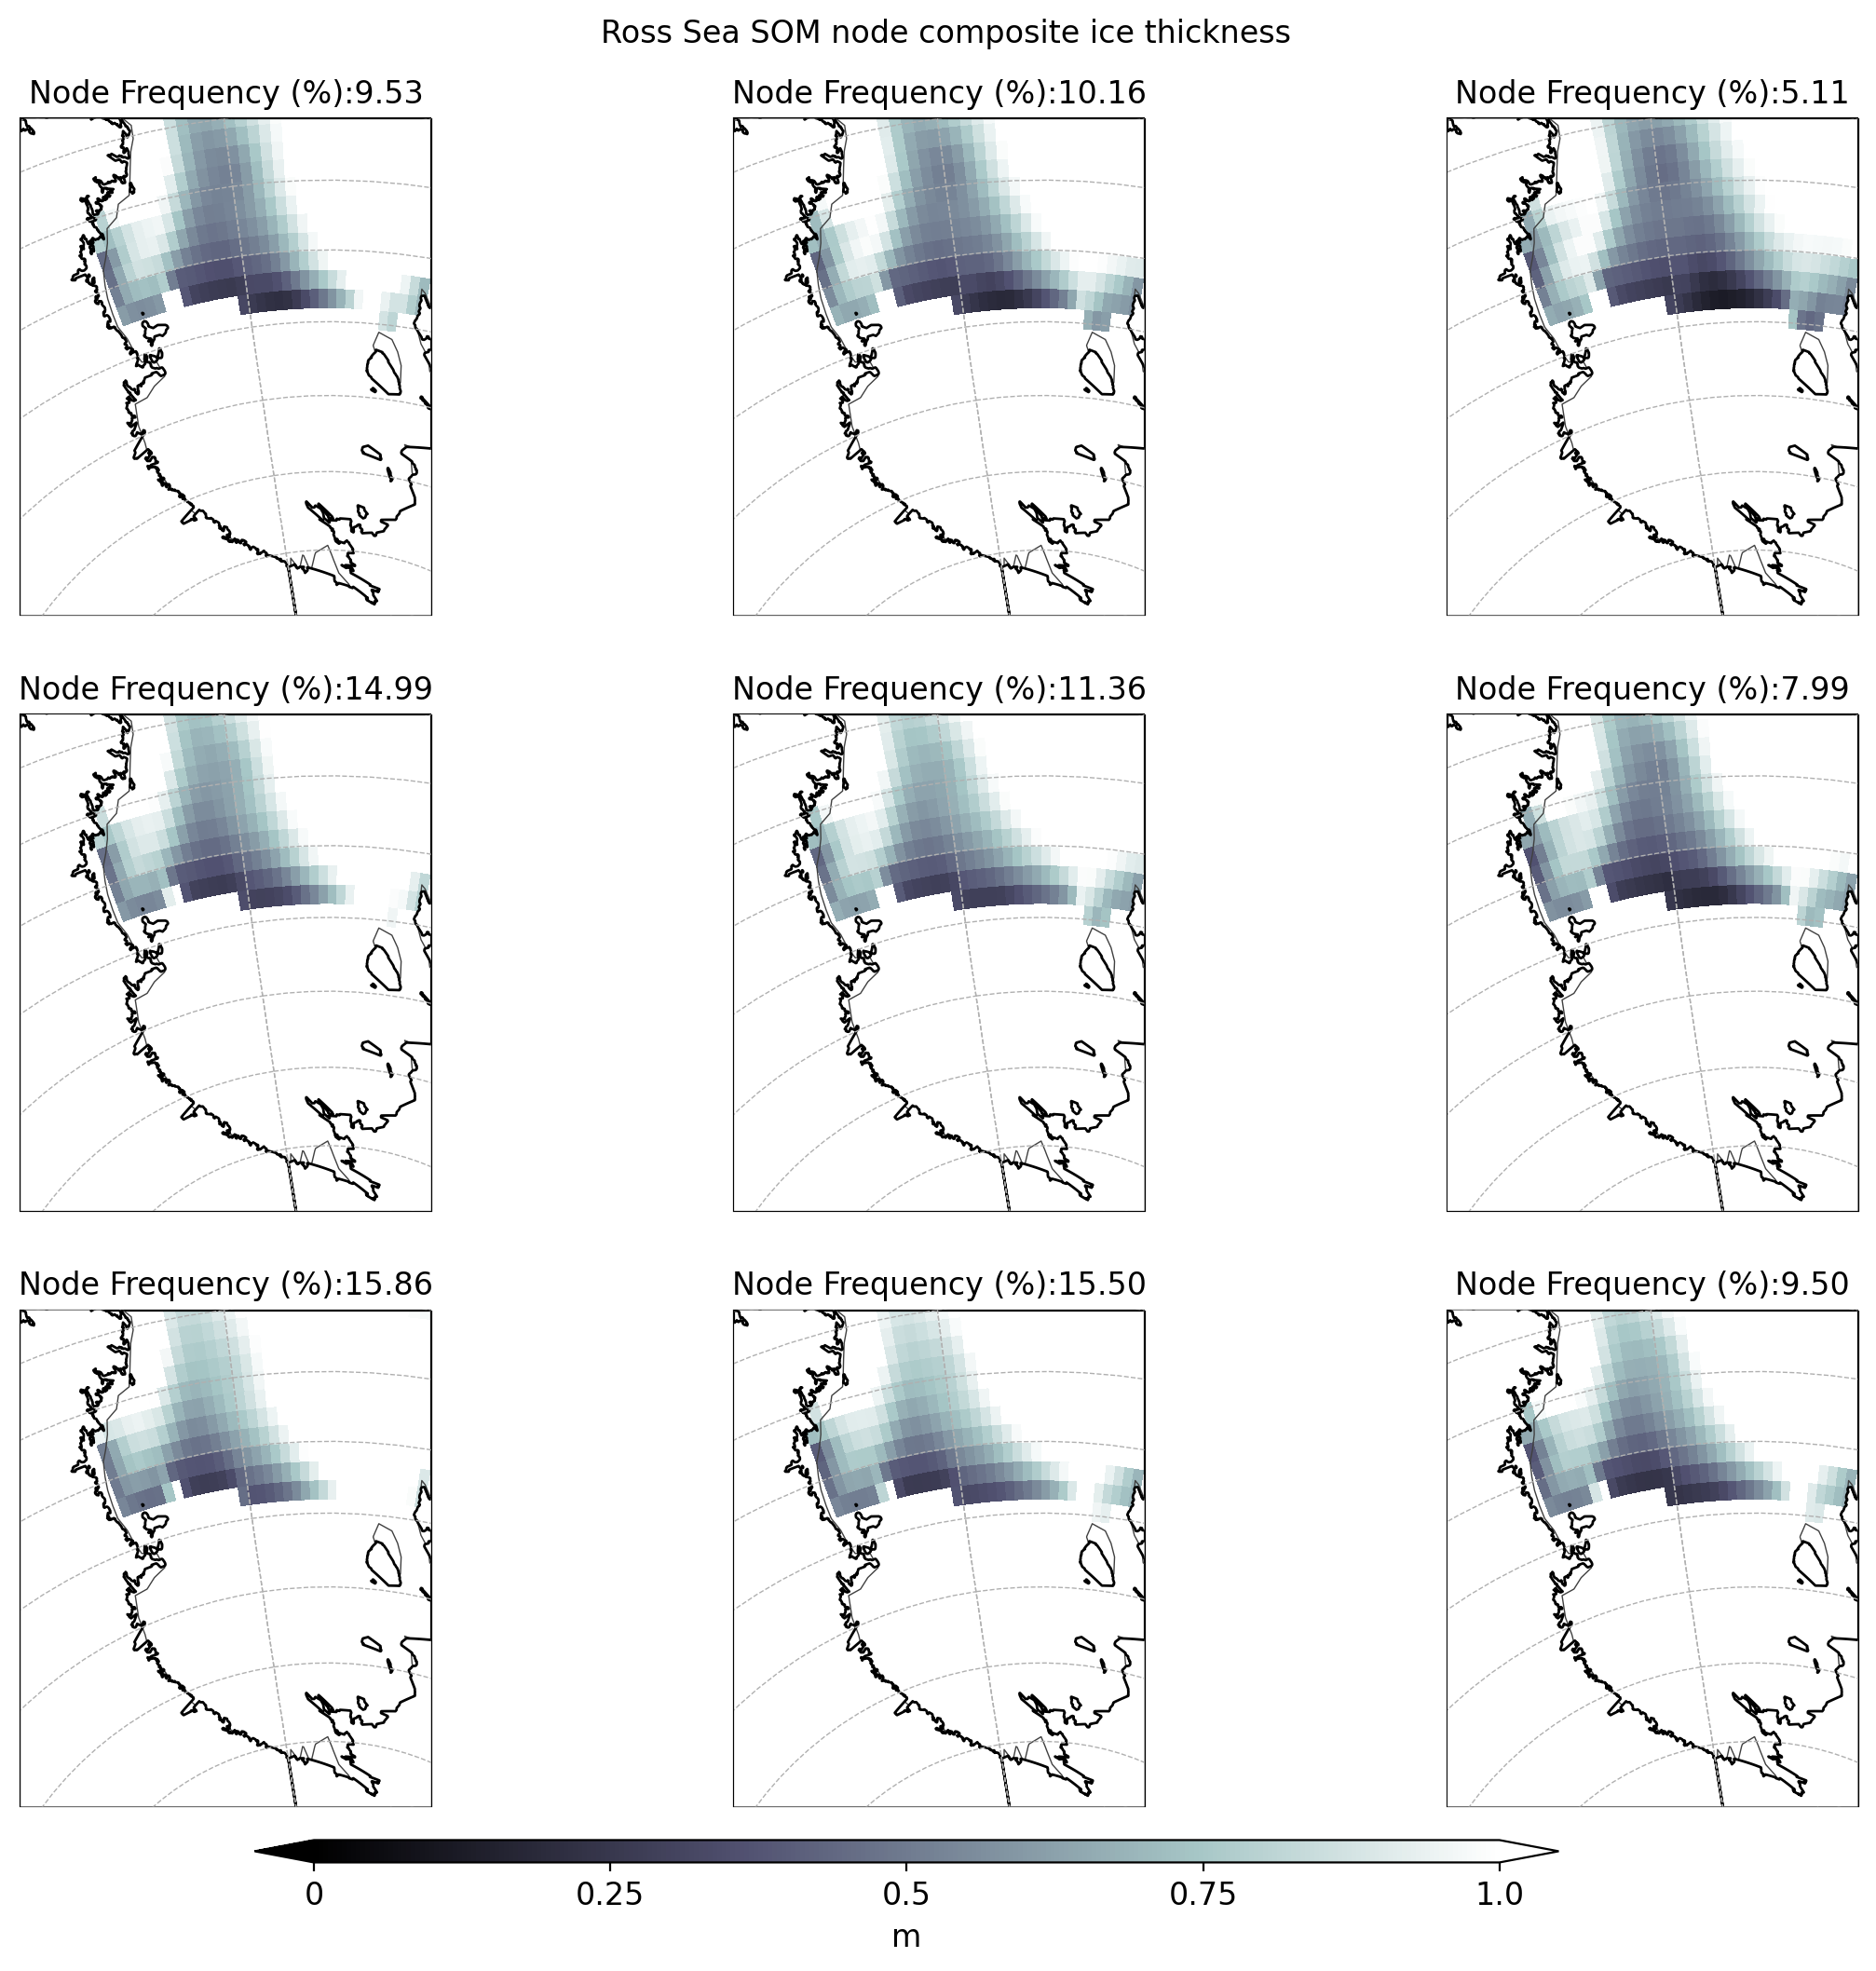 Ross Sea SOM node composite ice thickness
Node Frequency (%):9.53
Node Frequency (%):10.16
Node Frequency (%):5.11
Node Frequency (%):14.99
Node Frequency (%):11.36
Node Frequency (%):7.99
Node Frequency (%):15.86
Node Frequency (%):15.50
Node Frequency (%):9.50
0 0.25 0.5 0.75 1.0
m